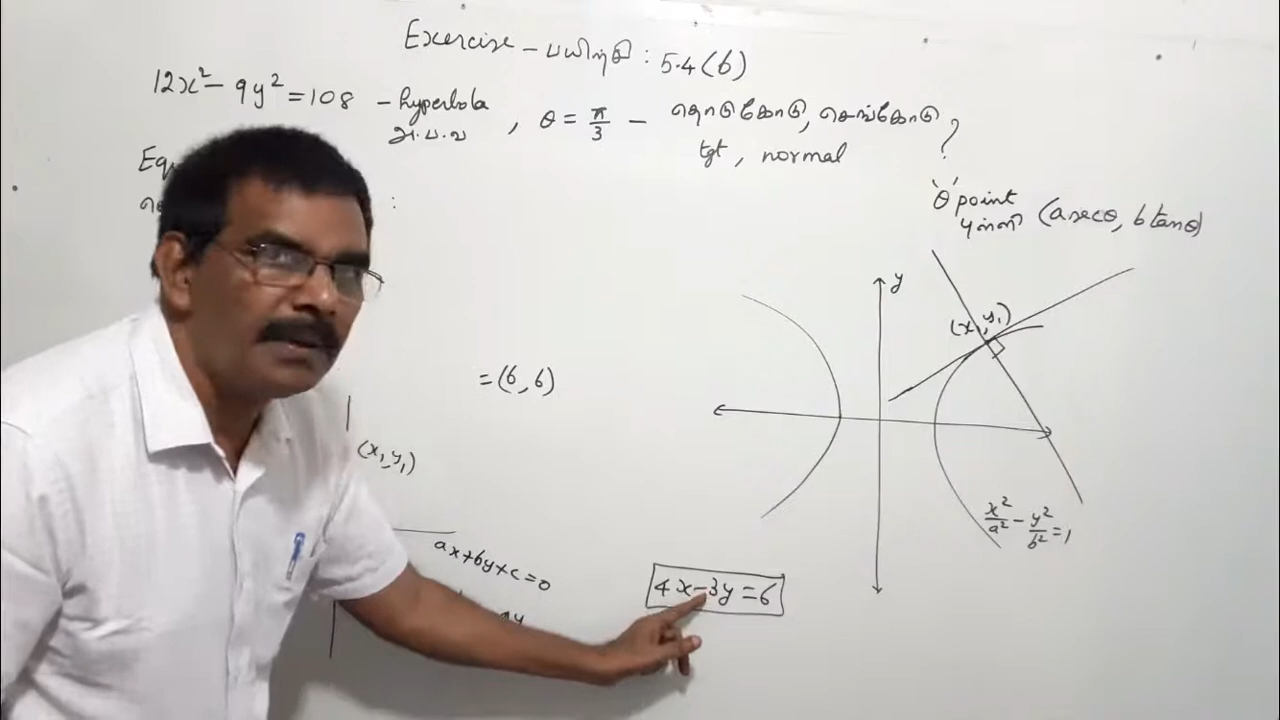 Exercise – பயிற்சி : 5.4(6)
12x² – 9y² = 108 – hyperbola , θ = π/3 – தொடுகோடு, செங்கோடு ?
அ.ப.வ
tgt , normal
Equ
:
'θ' point
புள்ளி (a secθ, b tanθ)
y
(x₁, y₁)
= (6, 6)
(x₁, y₁)
x²/a² – y²/b² = 1
ax+by+c=0
4x–3y=6